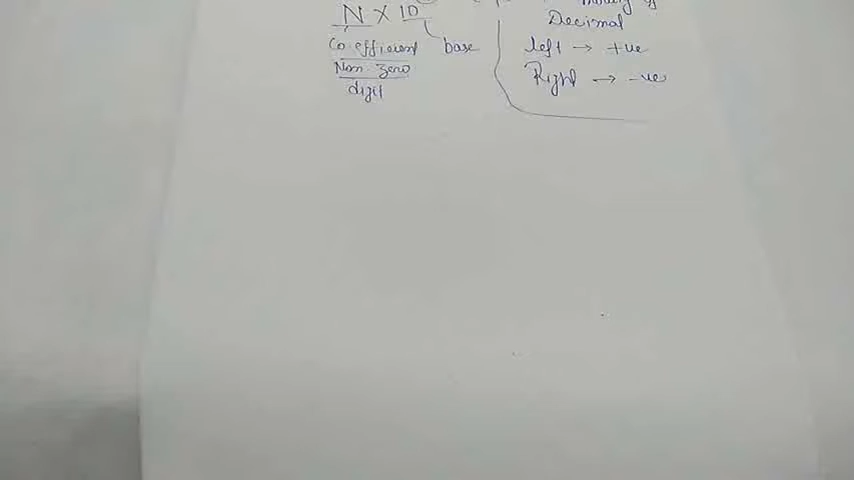 N X 10
Co efficient
base
Non zero
digit
Decimal
left → +ve
Right → -ve